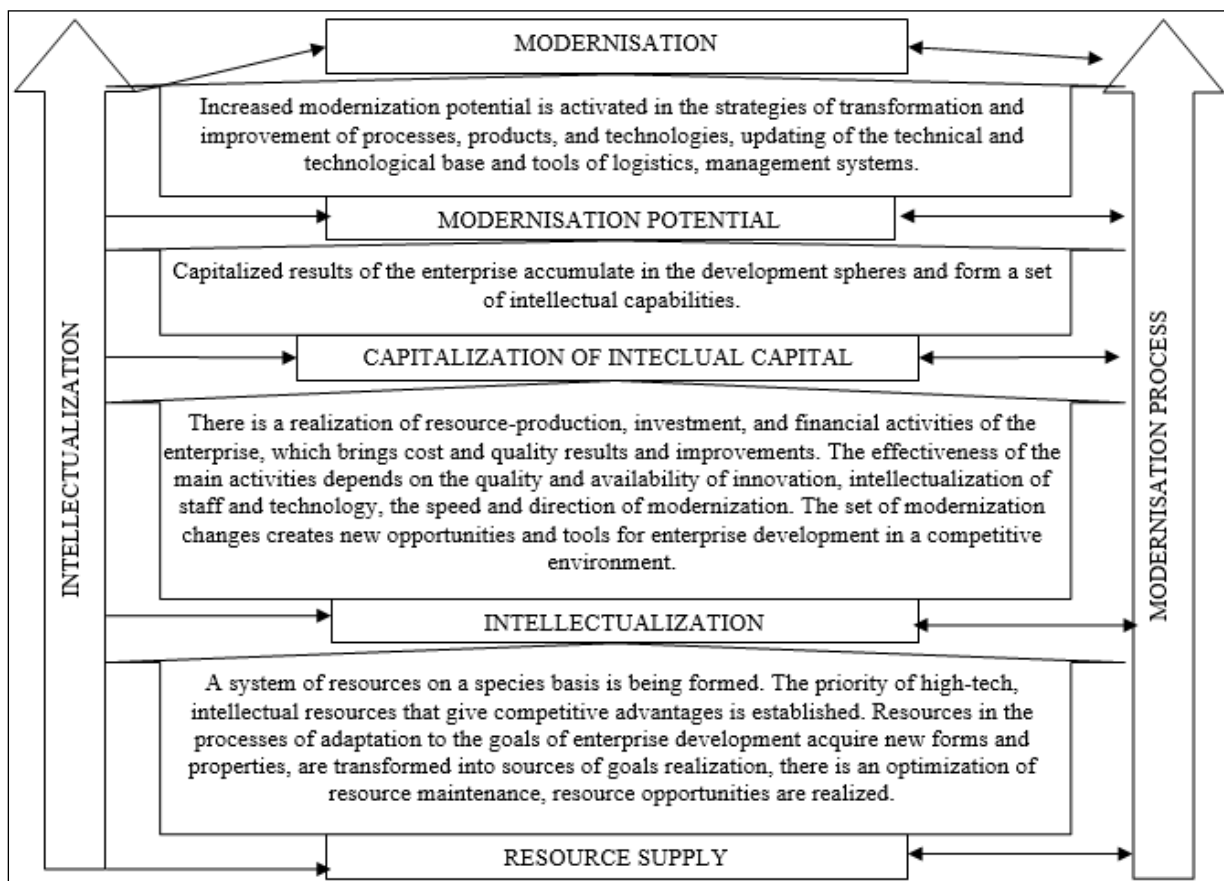 MODERNISATION
Increased modernization potential is activated in the strategies of transformation and
improvement of processes, products, and technologies, updating of the technical and
technological base and tools of logistics, management systems.
MODERNISATION POTENTIAL
Capitalized results of the enterprise accumulate in the development spheres and form a set
of intellectual capabilities.
CAPITALIZATION OF INTECLUAL CAPITAL
There is a realization of resource-production, investment, and financial activities of the
enterprise, which brings cost and quality results and improvements. The effectiveness of the
main activities depends on the quality and availability of innovation, intellectualization of
staff and technology, the speed and direction of modernization. The set of modernization
changes creates new opportunities and tools for enterprise development in a competitive
environment.
INTELLECTUALIZATION
A system of resources on a species basis is being formed. The priority of high-tech,
intellectual resources that give competitive advantages is established. Resources in the
processes of adaptation to the goals of enterprise development acquire new forms and
properties, are transformed into sources of goals realization, there is an optimization of
resource maintenance, resource opportunities are realized.
RESOURCE SUPPLY
INTELLECTUALIZATION
MODERNISATION PROCESS